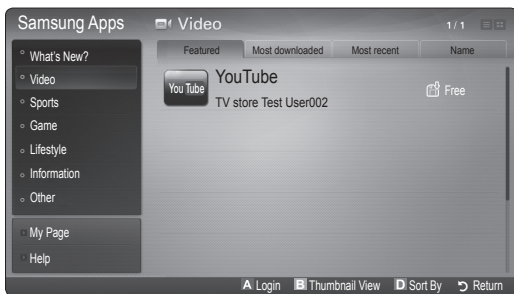 Samsung Apps
Video
1/1
What's New?
Video
Sports
Game
Lifestyle
Information
Other
My Page
Help
Featured
Most downloaded
Most recent
Name
You Tube
YouTube
TV store Test User002
Free
A Login B Thumbnail View D Sort By Return